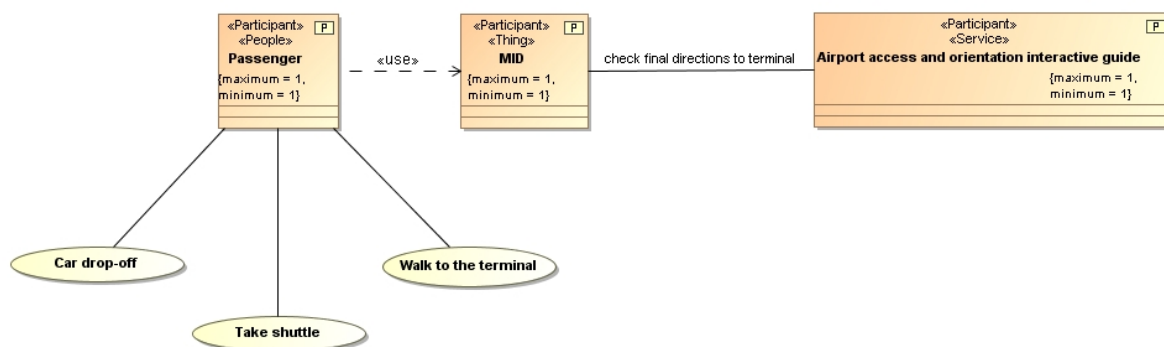 «Participant»
«People»
Passenger
{maximum = 1,
minimum = 1}
P
«use»
«Participant»
«Thing»
MID
{maximum = 1,
minimum = 1}
P
check final directions to terminal
«Participant»
«Service»
Airport access and orientation interactive guide
{maximum = 1,
minimum = 1}
P
Car drop-off
Walk to the terminal
Take shuttle